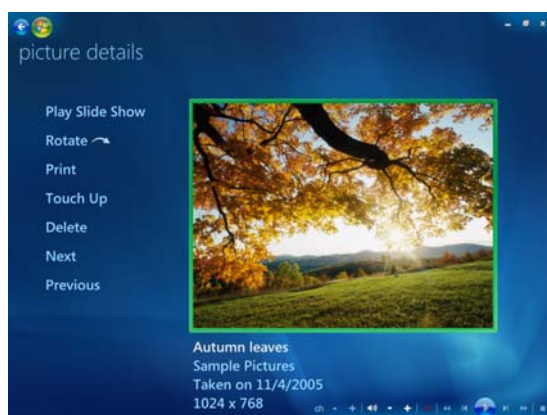 picture details
Play Slide Show
Rotate
Print
Touch Up
Delete
Next
Previous
Autumn leaves
Sample Pictures
Taken on 11/4/2005
1024 x 768
ch - +